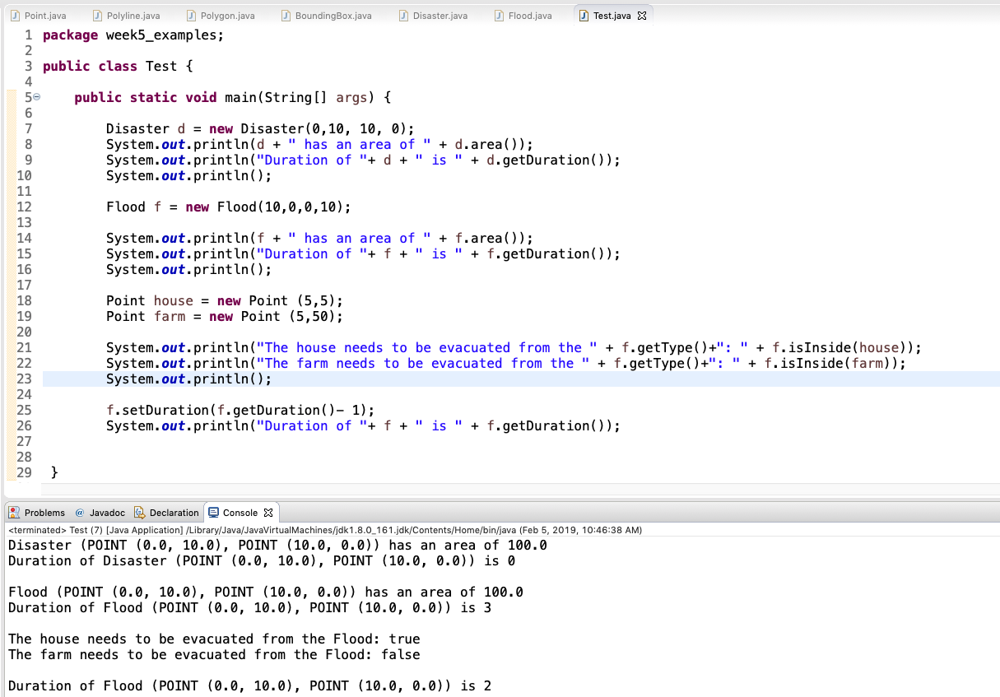 Point.java Polyline.java Polygon.java BoundingBox.java Disaster.java Flood.java Test.java
1 package week5_examples;
2
3 public class Test {
4
5 public static void main(String[] args) {
6
7 Disaster d = new Disaster(0,10, 10, 0);
8 System.out.println(d + " has an area of " + d.area());
9 System.out.println("Duration of "+ d + " is " + d.getDuration());
10 System.out.println();
11
12 Flood f = new Flood(10,0,0,10);
13
14 System.out.println(f + " has an area of " + f.area());
15 System.out.println("Duration of "+ f + " is " + f.getDuration());
16 System.out.println();
17
18 Point house = new Point (5,5);
19 Point farm = new Point (5,50);
20
21 System.out.println("The house needs to be evacuated from the " + f.getType()+": " + f.isInside(house));
22 System.out.println("The farm needs to be evacuated from the " + f.getType()+": " + f.isInside(farm));
23 System.out.println();
24
25 f.setDuration(f.getDuration()- 1);
26 System.out.println("Duration of "+ f + " is " + f.getDuration());
27
28
29 }
Problems @ Javadoc Declaration Console
<terminated> Test (7) [Java Application] /Library/Java/JavaVirtualMachines/jdk1.8.0_161.jdk/Contents/Home/bin/java (Feb 5, 2019, 10:46:38 AM)
Disaster (POINT (0.0, 10.0), POINT (10.0, 0.0)) has an area of 100.0
Duration of Disaster (POINT (0.0, 10.0), POINT (10.0, 0.0)) is 0
Flood (POINT (0.0, 10.0), POINT (10.0, 0.0)) has an area of 100.0
Duration of Flood (POINT (0.0, 10.0), POINT (10.0, 0.0)) is 3
The house needs to be evacuated from the Flood: true
The farm needs to be evacuated from the Flood: false
Duration of Flood (POINT (0.0, 10.0), POINT (10.0, 0.0)) is 2